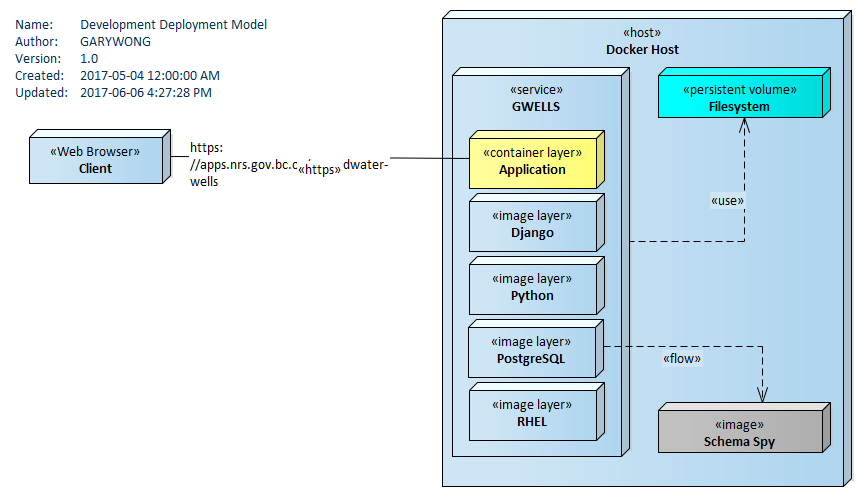 Name: Development Deployment Model
Author: GARYWONG
Version: 1.0
Created: 2017-05-04 12:00:00 AM
Updated: 2017-06-06 4:27:28 PM
«host»
Docker Host
«service»
GWELLS
«persistent volume»
Filesystem
«Web Browser»
Client
https:
//apps.nrs.gov.bc.c
«https»
dwater-
wells
«container layer»
Application
«use»
«image layer»
Django
«image layer»
Python
«image layer»
PostgreSQL
«flow»
«image layer»
RHEL
«image»
Schema Spy